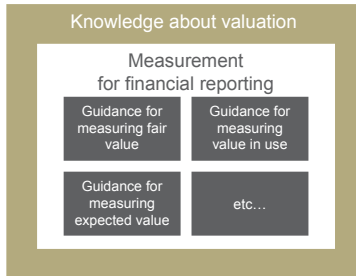 Knowledge about valuation
Measurement
for financial reporting
Guidance for
measuring fair
value
Guidance for
measuring
value in use
Guidance for
measuring
expected value
etc...